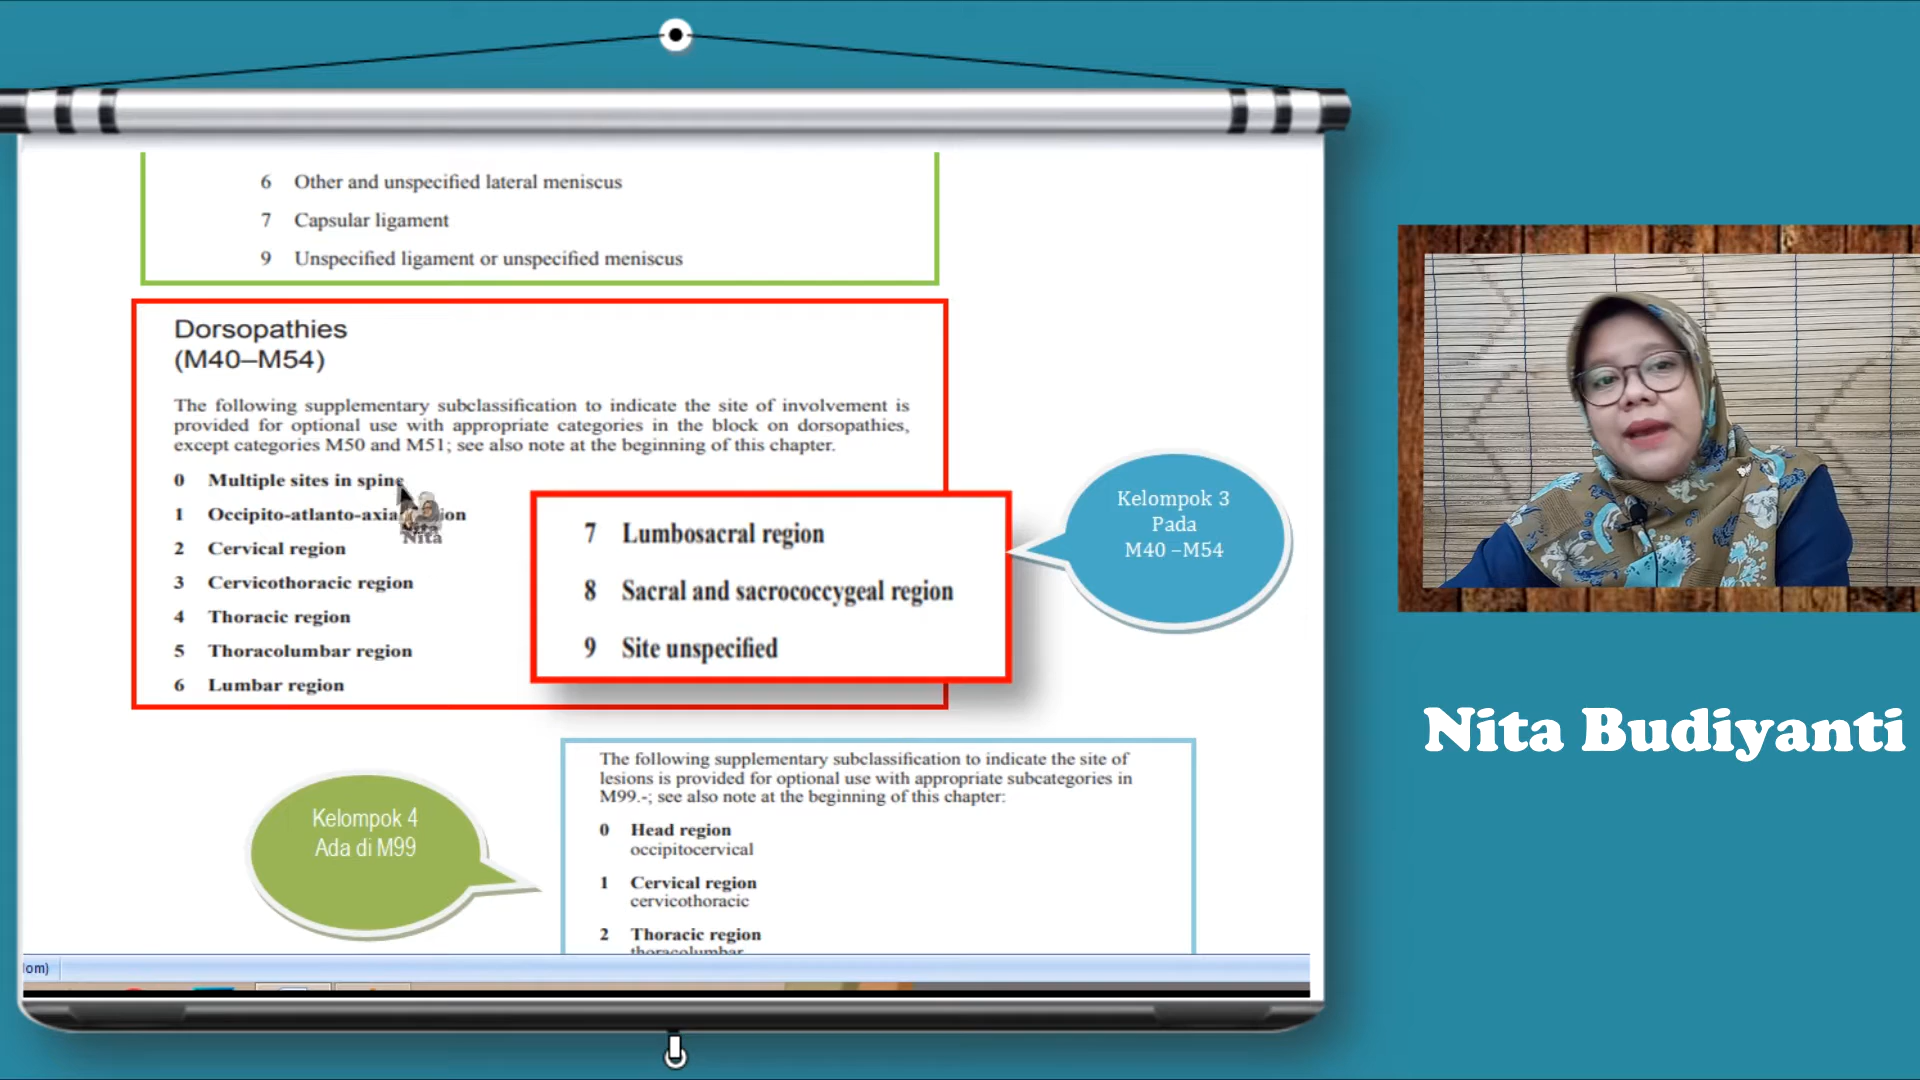 6 Other and unspecified lateral meniscus
7 Capsular ligament
9 Unspecified ligament or unspecified meniscus
Dorsopathies
(M40–M54)
The following supplementary subclassification to indicate the site of involvement is
provided for optional use with appropriate categories in the block on dorsopathies,
except categories M50 and M51; see also note at the beginning of this chapter.
0 Multiple sites in spine
1 Occipito-atlanto-axia
2 Cervical region
3 Cervicothoracic region
4 Thoracic region
5 Thoracolumbar region
6 Lumbar region
Nita
7 Lumbosacral region
8 Sacral and sacrococcygeal region
9 Site unspecified
Kelompok 3
Pada
M40 –M54
Kelompok 4
Ada di M99
The following supplementary subclassification to indicate the site of
lesions is provided for optional use with appropriate subcategories in
M99.-; see also note at the beginning of this chapter:
0 Head region
occipitocervical
1 Cervical region
cervicothoracic
2 Thoracic region
thoracolumbar
om)
Nita Budiyanti